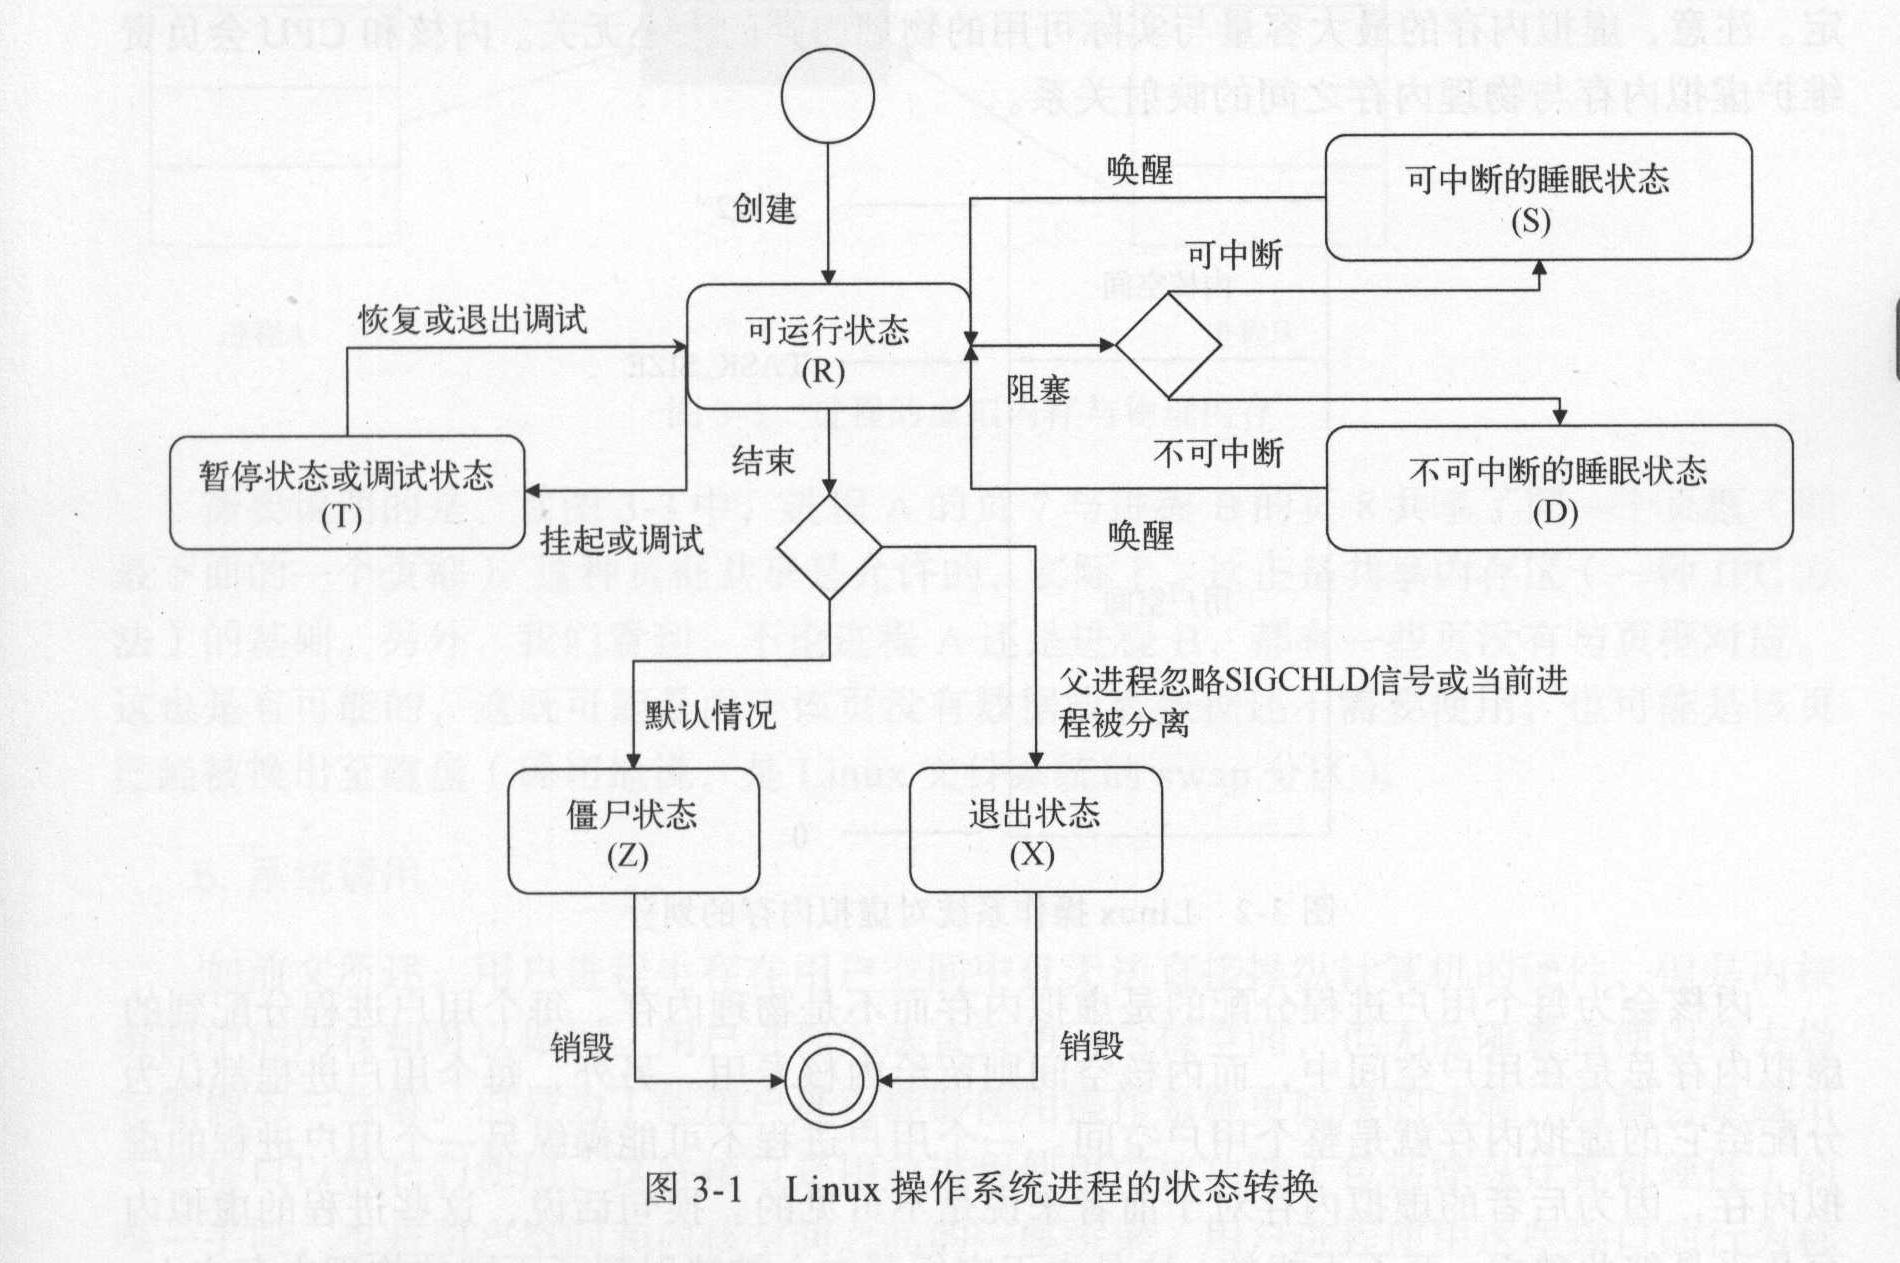 创建
唤醒
可中断的睡眠状态
(S)
可中断
恢复或退出调试
可运行状态
(R)
阻塞
结束
不可中断
不可中断的睡眠状态
(D)
唤醒
暂停状态或调试状态
(T)
挂起或调试
默认情况
父进程忽略SIGCHLD信号或当前进
程被分离
僵尸状态
(Z)
退出状态
(X)
销毁
销毁
图 3-1 Linux 操作系统进程的状态转换